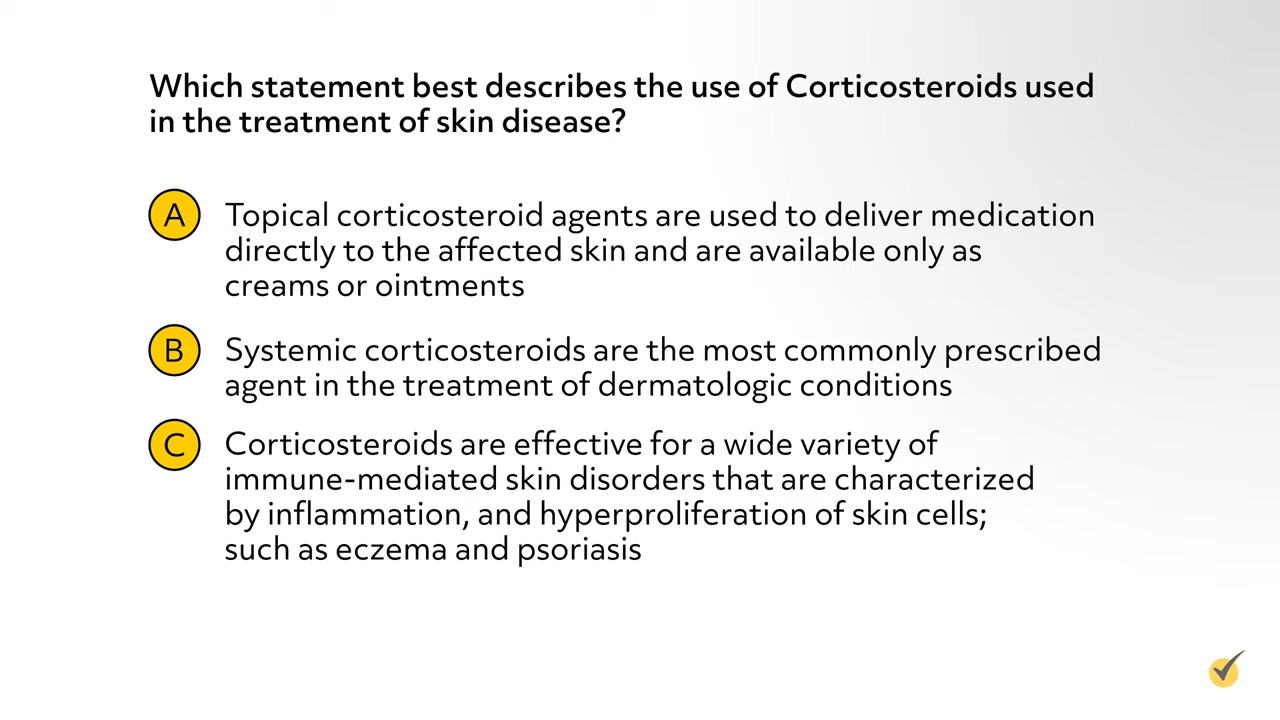 Which statement best describes the use of Corticosteroids used
in the treatment of skin disease?
A
Topical corticosteroid agents are used to deliver medication
directly to the affected skin and are available only as
creams or ointments
B
Systemic corticosteroids are the most commonly prescribed
agent in the treatment of dermatologic conditions
C
Corticosteroids are effective for a wide variety of
immune-mediated skin disorders that are characterized
by inflammation, and hyperproliferation of skin cells;
such as eczema and psoriasis